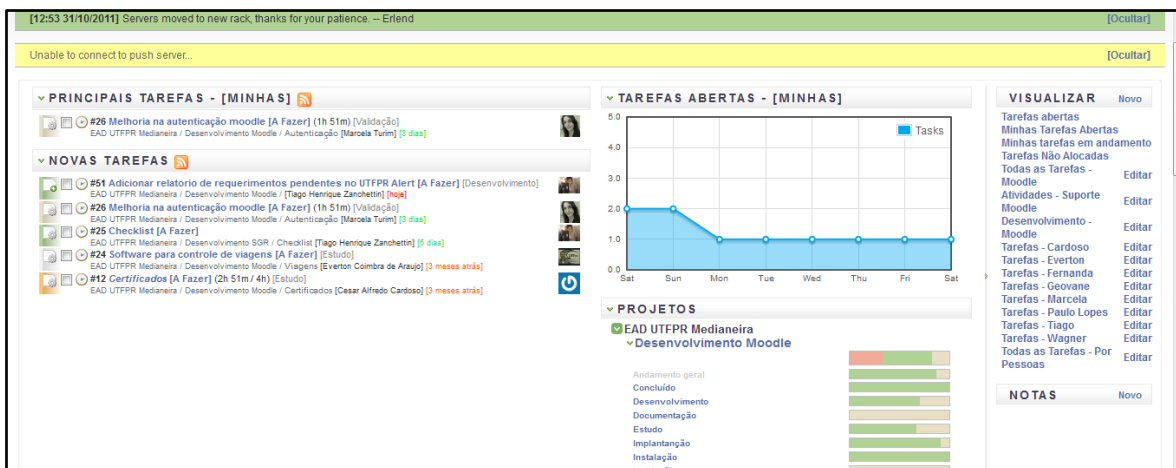 [12:53 31/10/2011] Servers moved to new rack, thanks for your patience. -- Erlend [Ocultar]
Unable to connect to push server... [Ocultar]
PRINCIPAIS TAREFAS - [MINHAS]
#26 Melhoria na autenticação moodle [A Fazer] (1h 51m) [Validação]
EAD UTFPR Medianeira / Desenvolvimento Moodle / Autenticação [Marcela Turim] [3 dias]
NOVAS TAREFAS
#51 Adicionar relatorio de requerimentos pendentes no UTFPR Alert [A Fazer] [Desenvolvimento]
EAD UTFPR Medianeira / Desenvolvimento Moodle / [Tiago Henrique Zanchettin] [hoje]
#26 Melhoria na autenticação moodle [A Fazer] (1h 51m) [Validação]
EAD UTFPR Medianeira / Desenvolvimento Moodle / Autenticação [Marcela Turim] [3 dias]
#25 Checklist [A Fazer]
EAD UTFPR Medianeira / Desenvolvimento SGR / Checklist [Tiago Henrique Zanchettin] [5 dias]
#24 Software para controle de viagens [A Fazer] [Estudo]
EAD UTFPR Medianeira / Desenvolvimento Moodle / Viagens [Everton Coimbra de Araujo] [3 meses atrás]
#12 Certificados [A Fazer] (2h 51m / 4h) [Estudo]
EAD UTFPR Medianeira / Desenvolvimento Moodle / Certificados [Cesar Alfredo Cardoso] [3 meses atrás]
TAREFAS ABERTAS - [MINHAS]
Tasks
5.0
4.0
3.0
2.0
1.0
0.0
Sat Sun Mon Tue Wed Thu Fri Sat
PROJETOS
EAD UTFPR Medianeira
Desenvolvimento Moodle
Andamento geral
Concluído
Desenvolvimento
Documentação
Estudo
Implantanção
Instalação
VISUALIZAR Novo
Tarefas abertas
Minhas Tarefas Abertas
Minhas tarefas em andamento
Tarefas Não Alocadas
Todas as Tarefas - Editar
Moodle
Atividades - Suporte Editar
Moodle
Desenvolvimento - Editar
Moodle
Tarefas - Cardoso Editar
Tarefas - Everton Editar
Tarefas - Fernanda Editar
Tarefas - Geovane Editar
Tarefas - Marcela Editar
Tarefas - Paulo Lopes Editar
Tarefas - Tiago Editar
Tarefas - Wagner Editar
Todas as Tarefas - Por Editar
Pessoas
NOTAS Novo